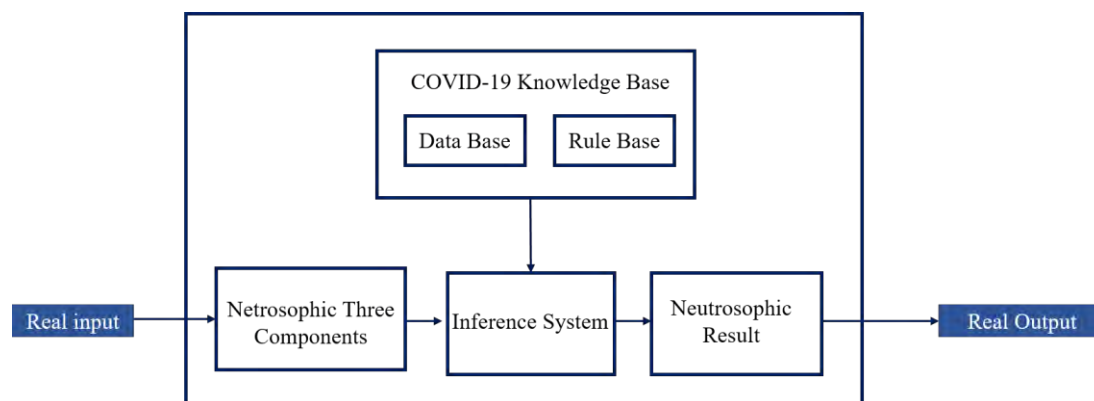 COVID-19 Knowledge Base
Data Base
Rule Base
Real input
Netrosophic Three
Components
Inference System
Neutrosophic
Result
Real Output